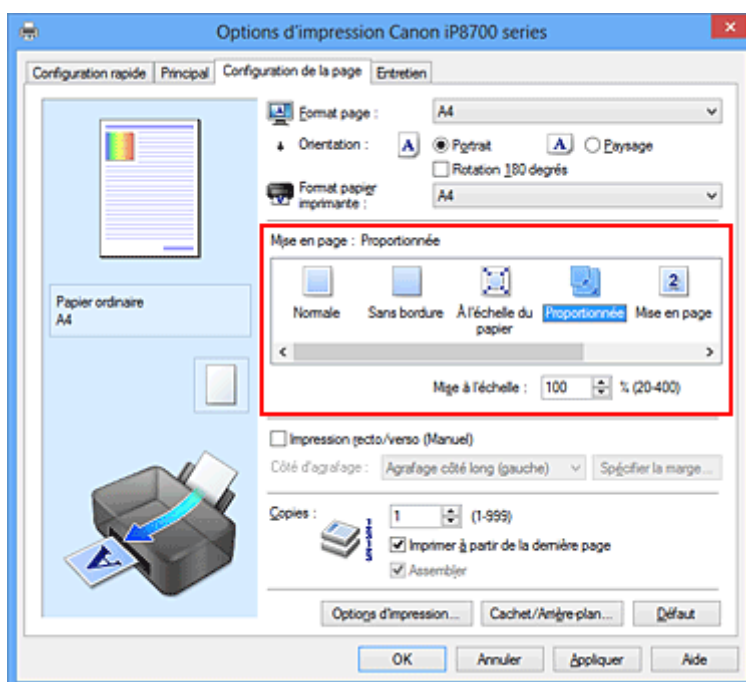 Options d'impression Canon iP8700 series
Configuration rapide Principal Configuration de la page Entretien
Format page : A4
Orientation : A Portrait A Paysage
Rotation 180 degrés
Format papier imprimante : A4
Mise en page : Proportionnée
Normale Sans bordure À l'échelle du papier Proportionnée 2 Mise en page
Mise à l'échelle : 100 % (20-400)
Papier ordinaire
A4
Impression recto/verso (Manuel)
Côté d'agrafage : Agrafage côté long (gauche) Spécifier la marge...
Copies : 1 (1-999)
Imprimer à partir de la dernière page
Assembler
Options d'impression... Cachet/Arrière-plan... Défaut
OK Annuler Appliquer Aide